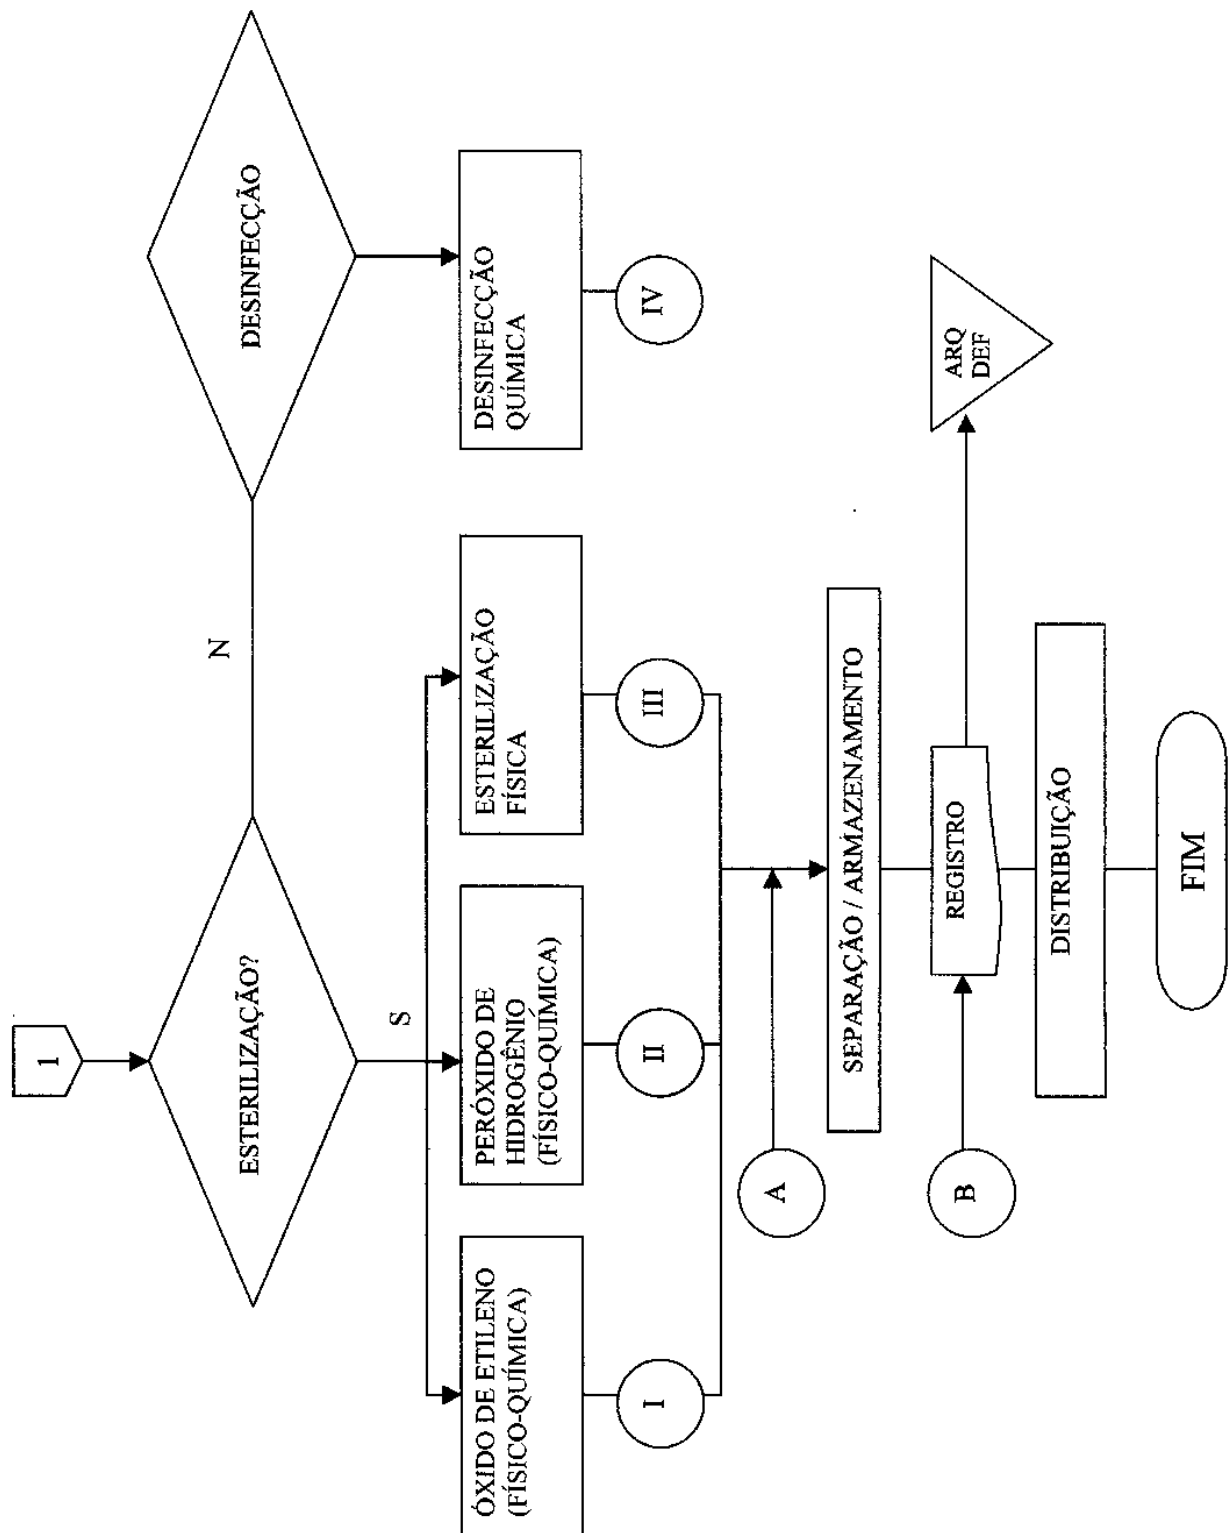 1
ESTERILIZAÇÃO?
N
DESINFECÇÃO
S
ÓXIDO DE ETILENO
(FÍSICO-QUÍMICA)
PERÓXIDO DE
HIDROGÊNIO
(FÍSICO-QUÍMICA)
ESTERILIZAÇÃO
FÍSICA
DESINFECÇÃO
QUÍMICA
I
II
III
IV
A
SEPARAÇÃO / ARMAZENAMENTO
B
REGISTRO
ARQ
DEF
DISTRIBUIÇÃO
FIM